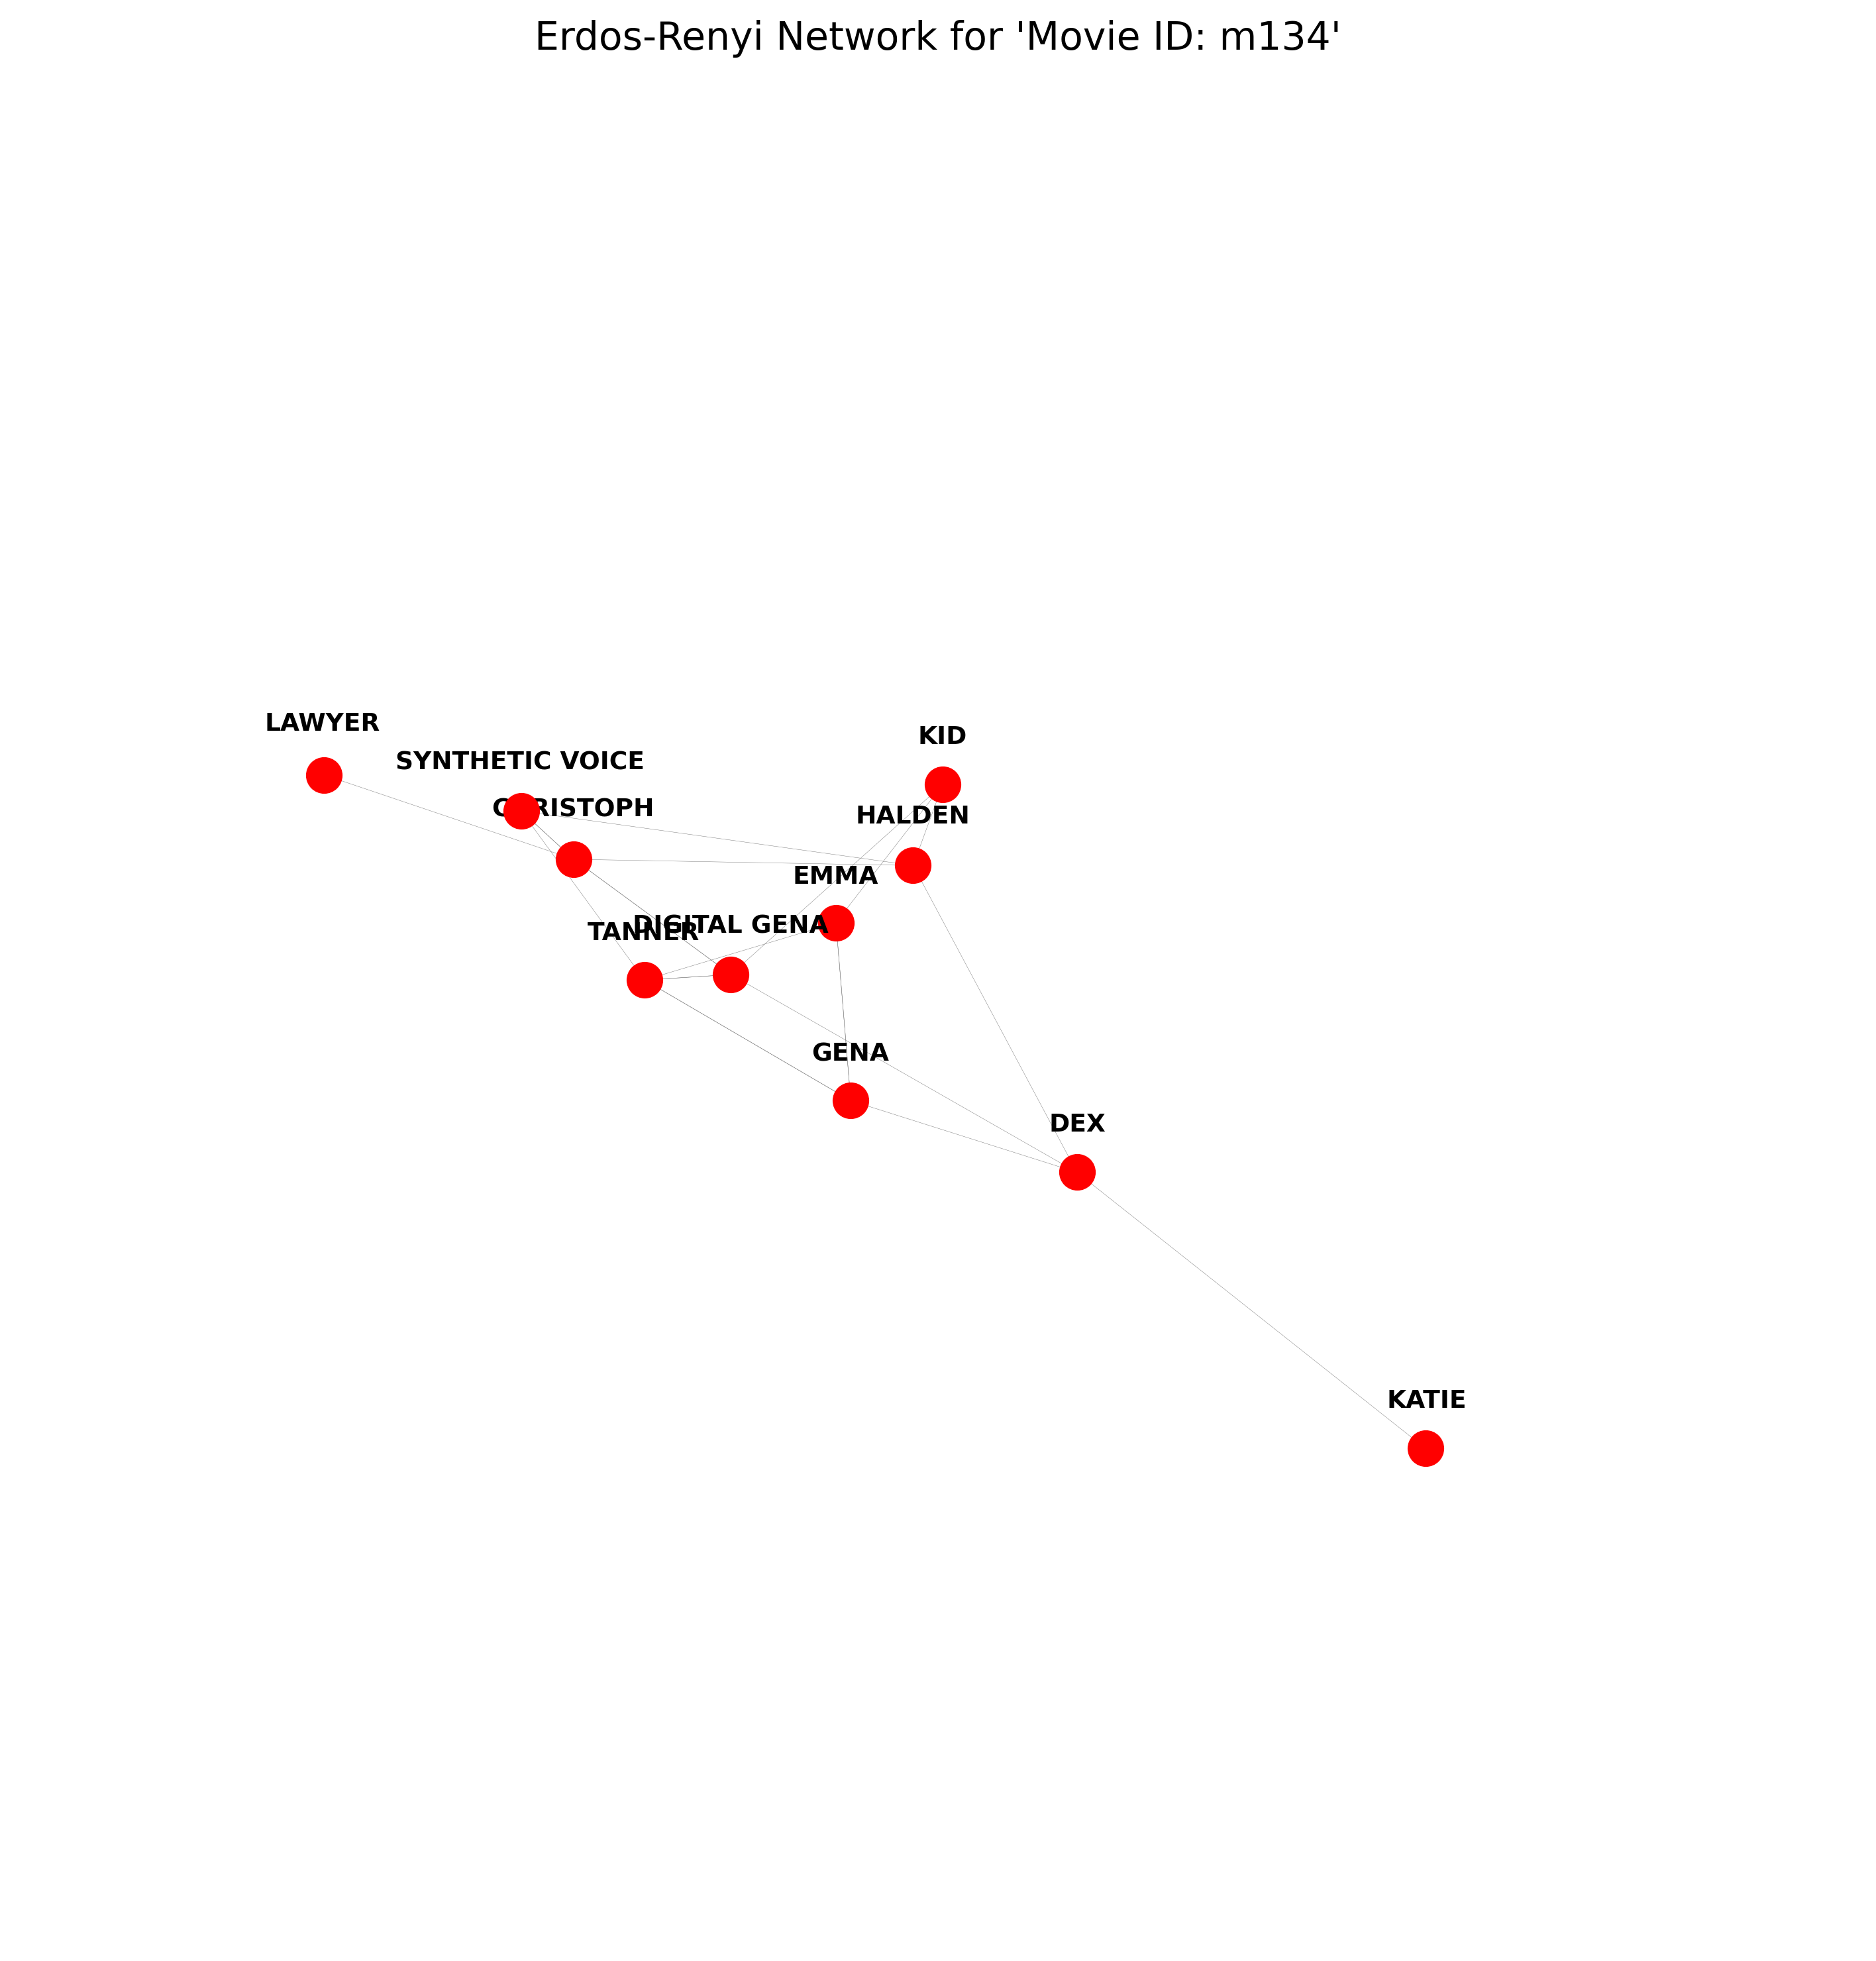 Erdos-Renyi Network for 'Movie ID: m134'
LAWYER
KID
SYNTHETIC VOICE
CHRISTOPH
HALDEN
EMMA
DIGITAL GENA
TANNER
GENA
DEX
KATIE